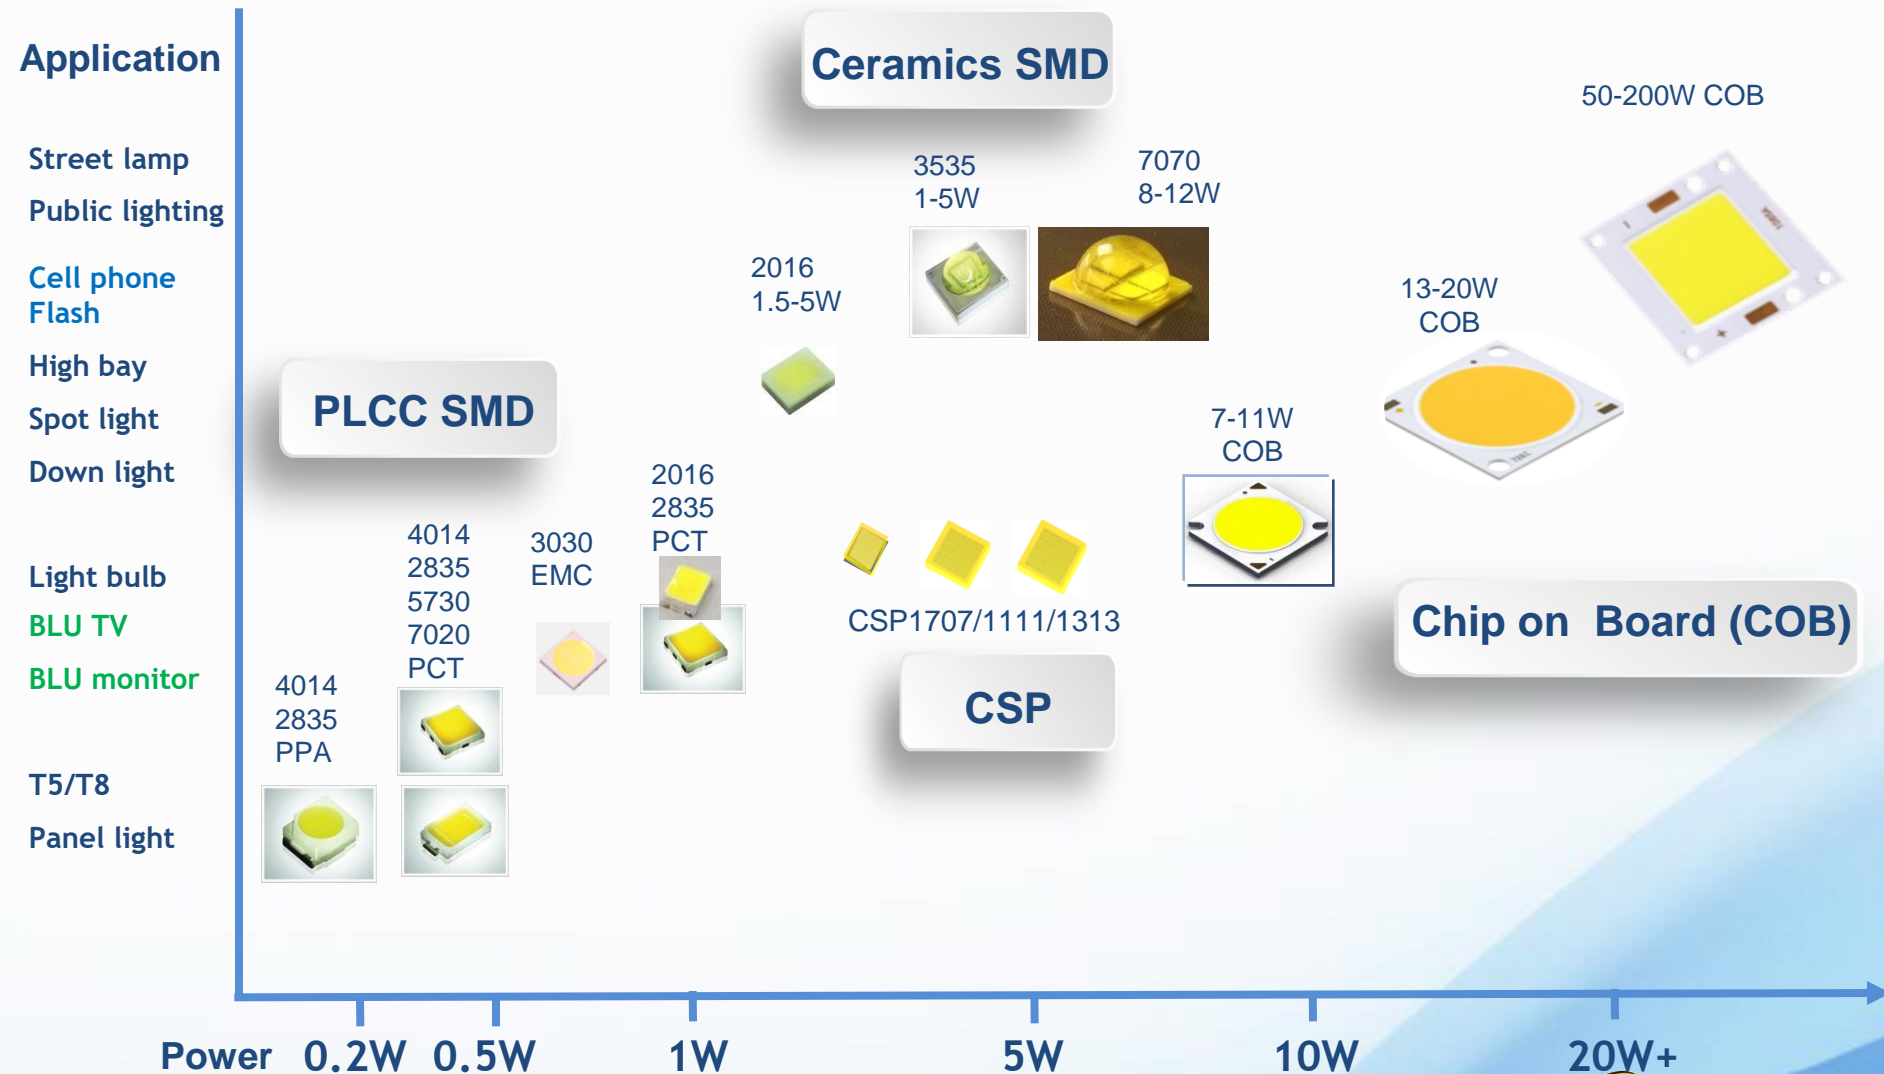 Application
Street lamp
Public lighting
Cell phone
Flash
High bay
Spot light
Down light
Light bulb
BLU TV
BLU monitor
T5/T8
Panel light
Ceramics SMD
50-200W COB
3535
1-5W
7070
8-12W
2016
1.5-5W
13-20W
COB
PLCC SMD
7-11W
COB
2016
2835
PCT
4014
2835
5730
7020
PCT
3030
EMC
CSP1707/1111/1313
Chip on Board (COB)
4014
2835
PPA
CSP
Power 0.2W 0.5W 1W 5W 10W 20W+